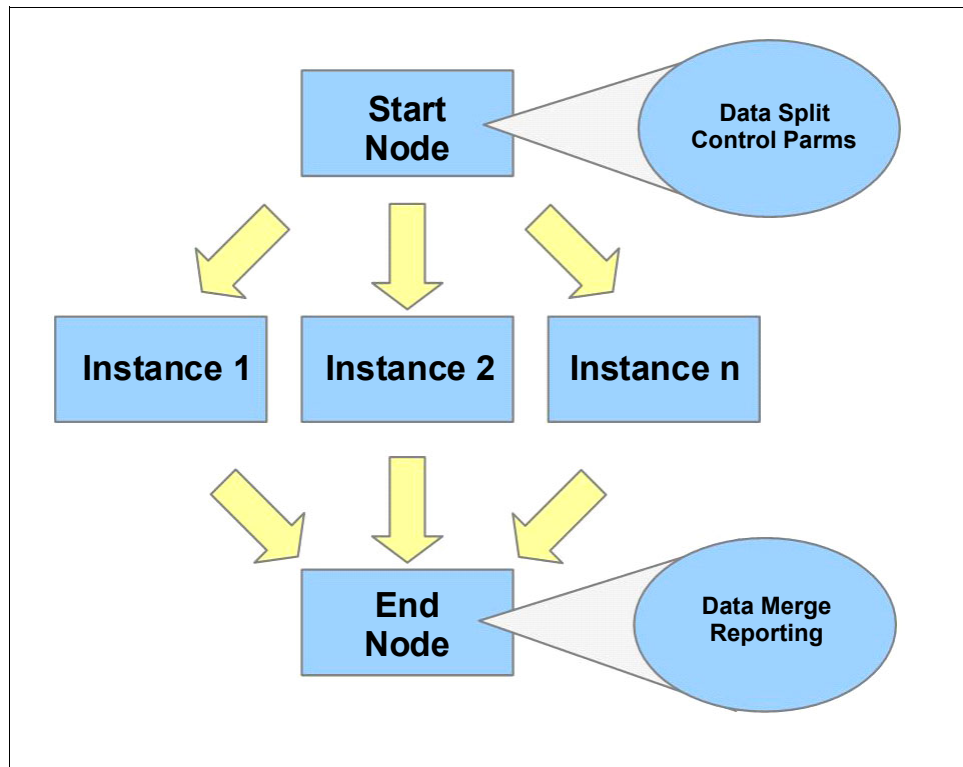 Start
Node
Data Split
Control Parms
Instance 1
Instance 2
Instance n
End
Node
Data Merge
Reporting